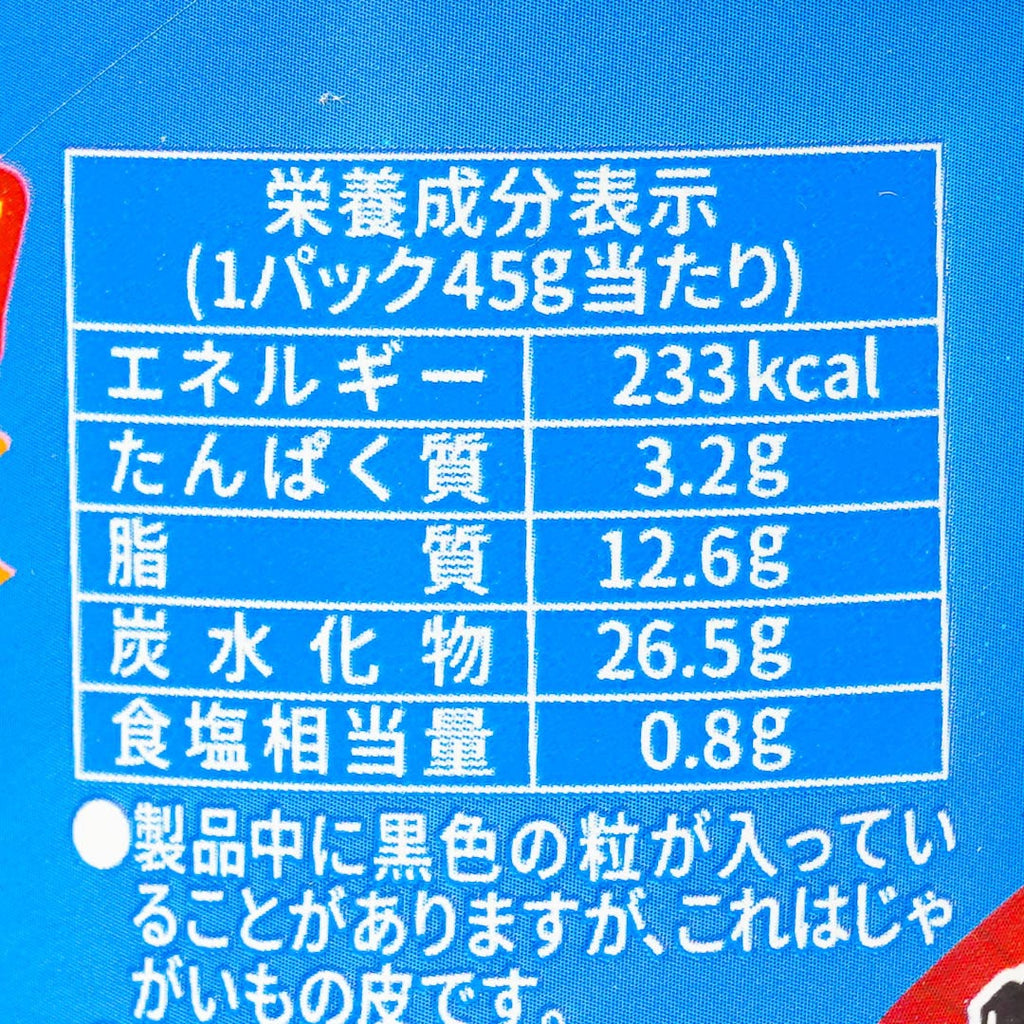 栄養成分表示
(1パック45g当たり)
エネルギー 233kcal
たんぱく質 3.2g
脂質 12.6g
炭水化物 26.5g
食塩相当量 0.8g
●製品中に黒色の粒が入ってい
ることがありますが、これはじゃ
がいもの皮です。